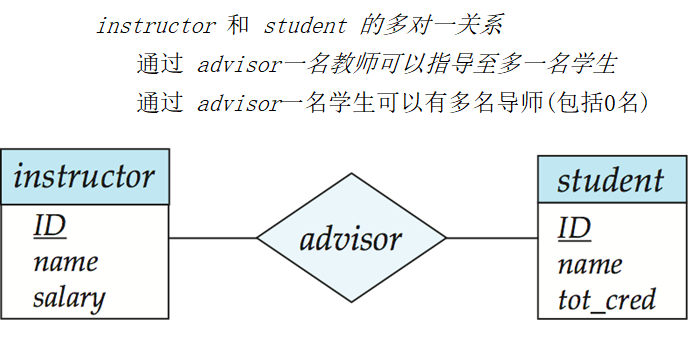 instructor 和 student 的多对一关系
通过 advisor一名教师可以指导至多一名学生
通过 advisor一名学生可以有多名导师(包括0名)
instructor
ID
name
salary
advisor
student
ID
name
tot_cred